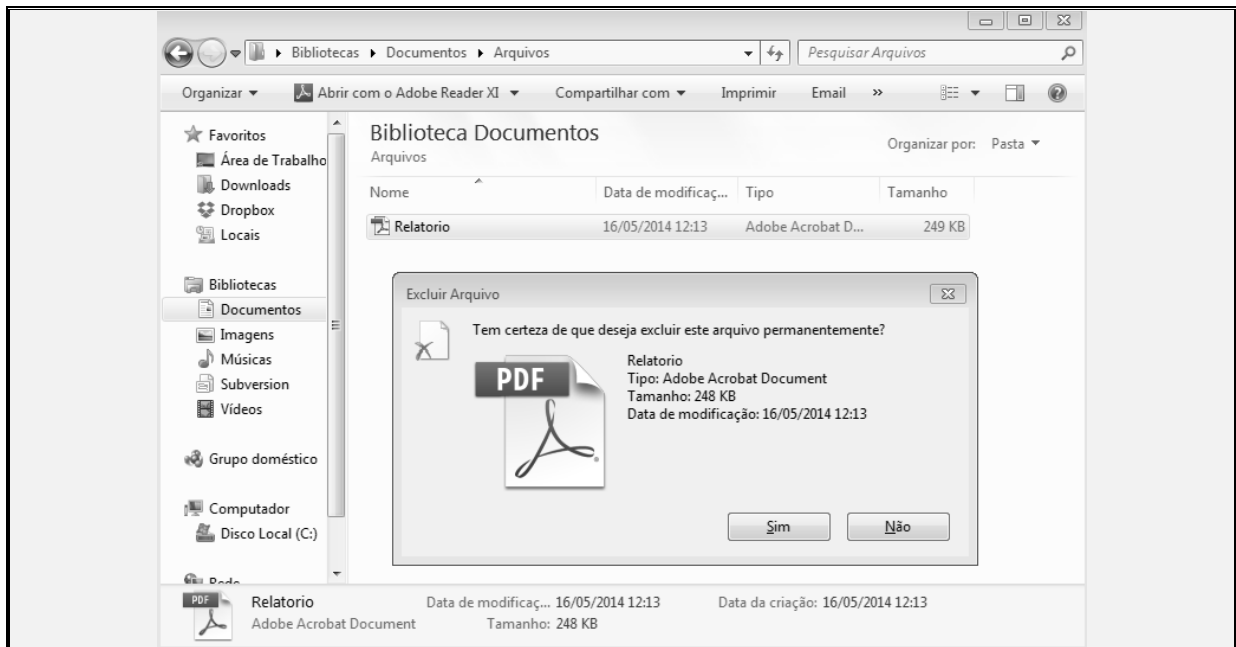 Bibliotecas Documentos Arquivos Pesquisar Arquivos
Organizar Abrir com o Adobe Reader XI Compartilhar com Imprimir Email »
Favoritos
Área de Trabalho
Downloads
Dropbox
Locais
Bibliotecas
Documentos
Imagens
Músicas
Subversion
Vídeos
Grupo doméstico
Computador
Disco Local (C:)
Rede
Biblioteca Documentos
Arquivos
Organizar por: Pasta
Nome Data de modificaç... Tipo Tamanho
Relatorio 16/05/2014 12:13 Adobe Acrobat D... 249 KB
Excluir Arquivo
Tem certeza de que deseja excluir este arquivo permanentemente?
PDF
Relatorio
Tipo: Adobe Acrobat Document
Tamanho: 248 KB
Data de modificação: 16/05/2014 12:13
Sim Não
PDF
Relatorio Data de modificaç... 16/05/2014 12:13 Data da criação: 16/05/2014 12:13
Adobe Acrobat Document Tamanho: 248 KB